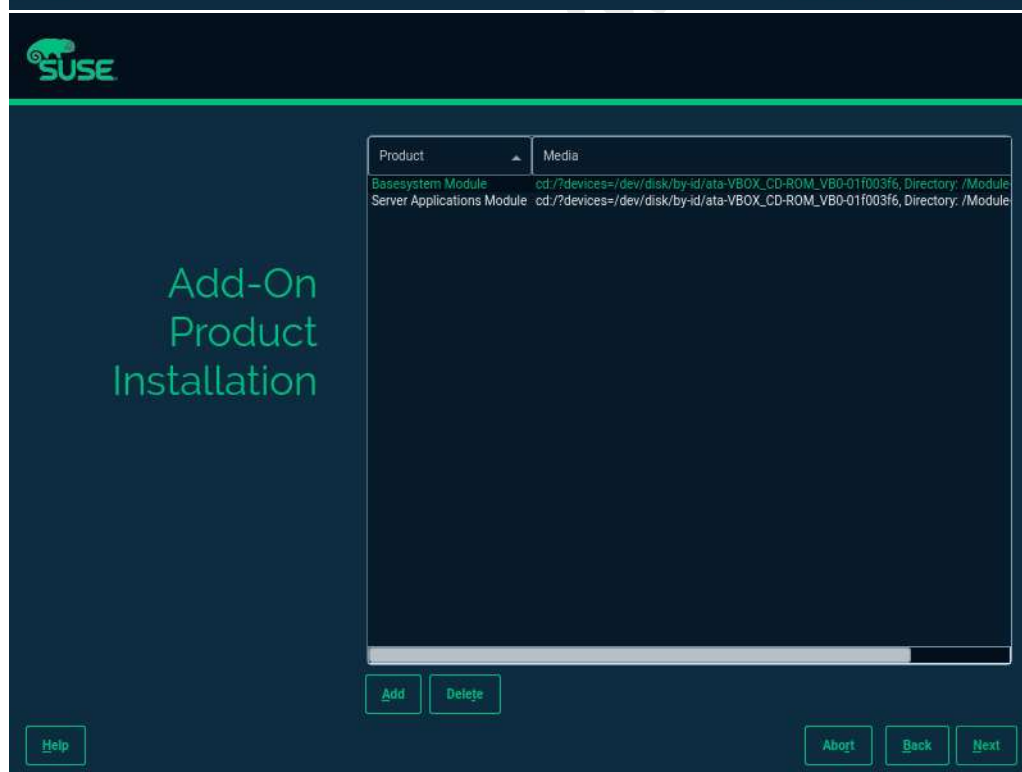 SUSE
Product Media
Basesystem Module cd:/?devices=/dev/disk/by-id/ata-VBOX_CD-ROM_VB0-01f003f6, Directory: /Module-
Server Applications Module cd:/?devices=/dev/disk/by-id/ata-VBOX_CD-ROM_VB0-01f003f6, Directory: /Module-
Add-On
Product
Installation
Add Delete
Help Abort Back Next